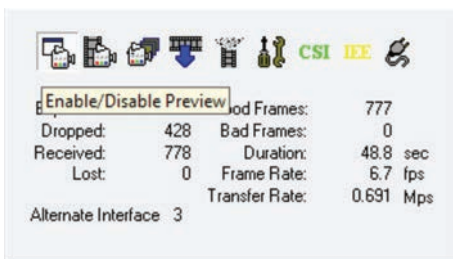 CSI IEE
Enable/Disable Preview ood Frames: 777
Dropped: 428 Bad Frames: 0
Received: 778 Duration: 48.8 sec
Lost: 0 Frame Rate: 6.7 fps
Transfer Rate: 0.691 Mps
Alternate Interface 3